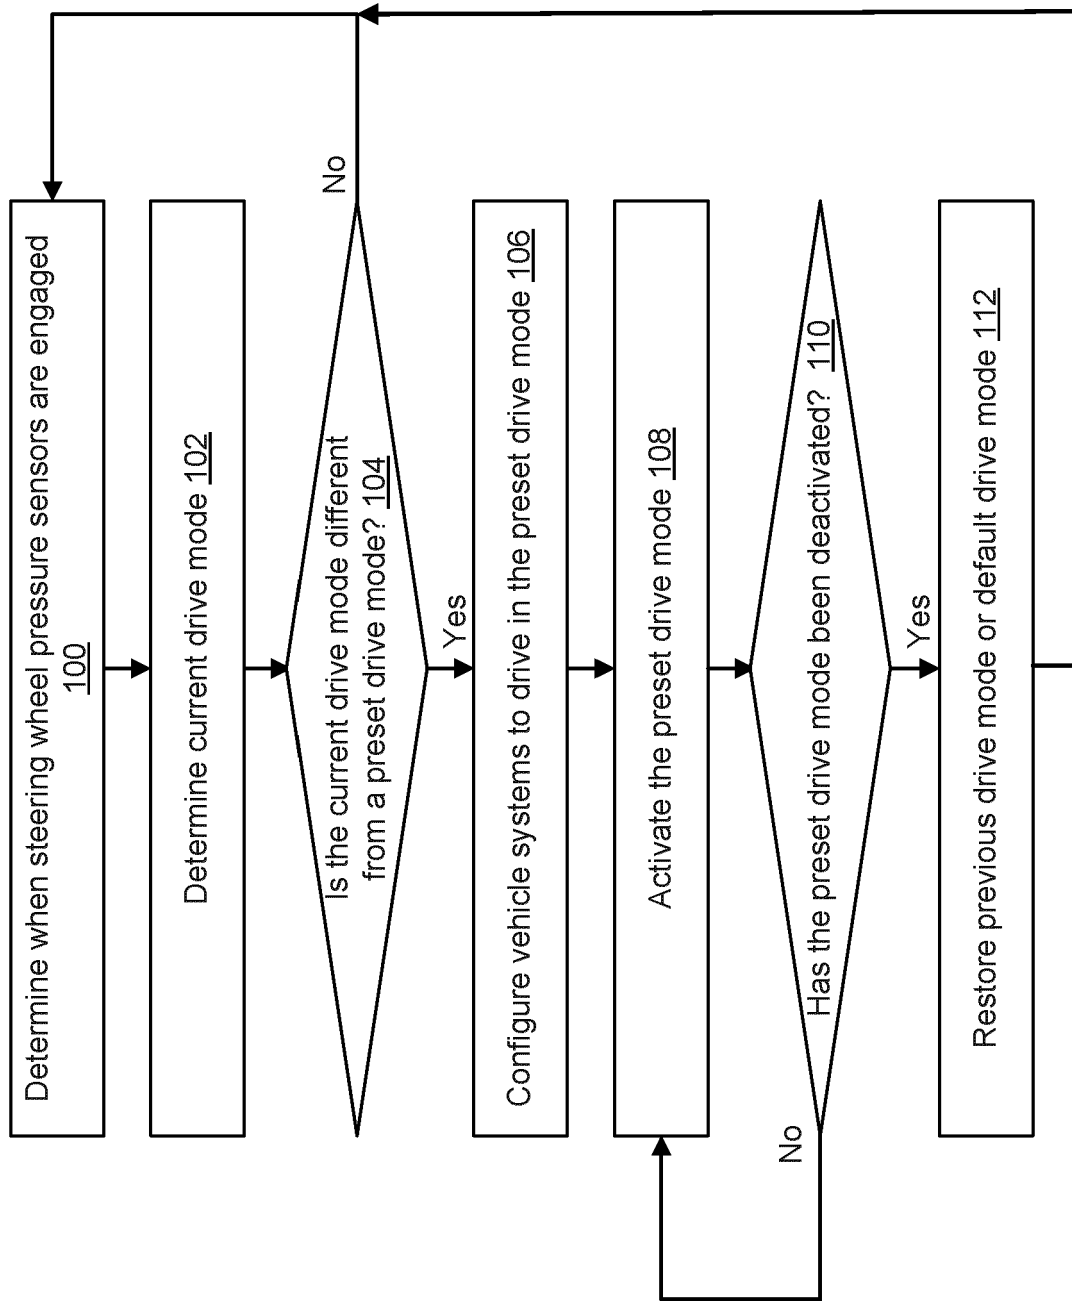 Determine when steering wheel pressure sensors are engaged
100
Determine current drive mode 102
Is the current drive mode different
from a preset drive mode? 104
No
Yes
Configure vehicle systems to drive in the preset drive mode 106
Activate the preset drive mode 108
Has the preset drive mode been deactivated? 110
No
Yes
Restore previous drive mode or default drive mode 112